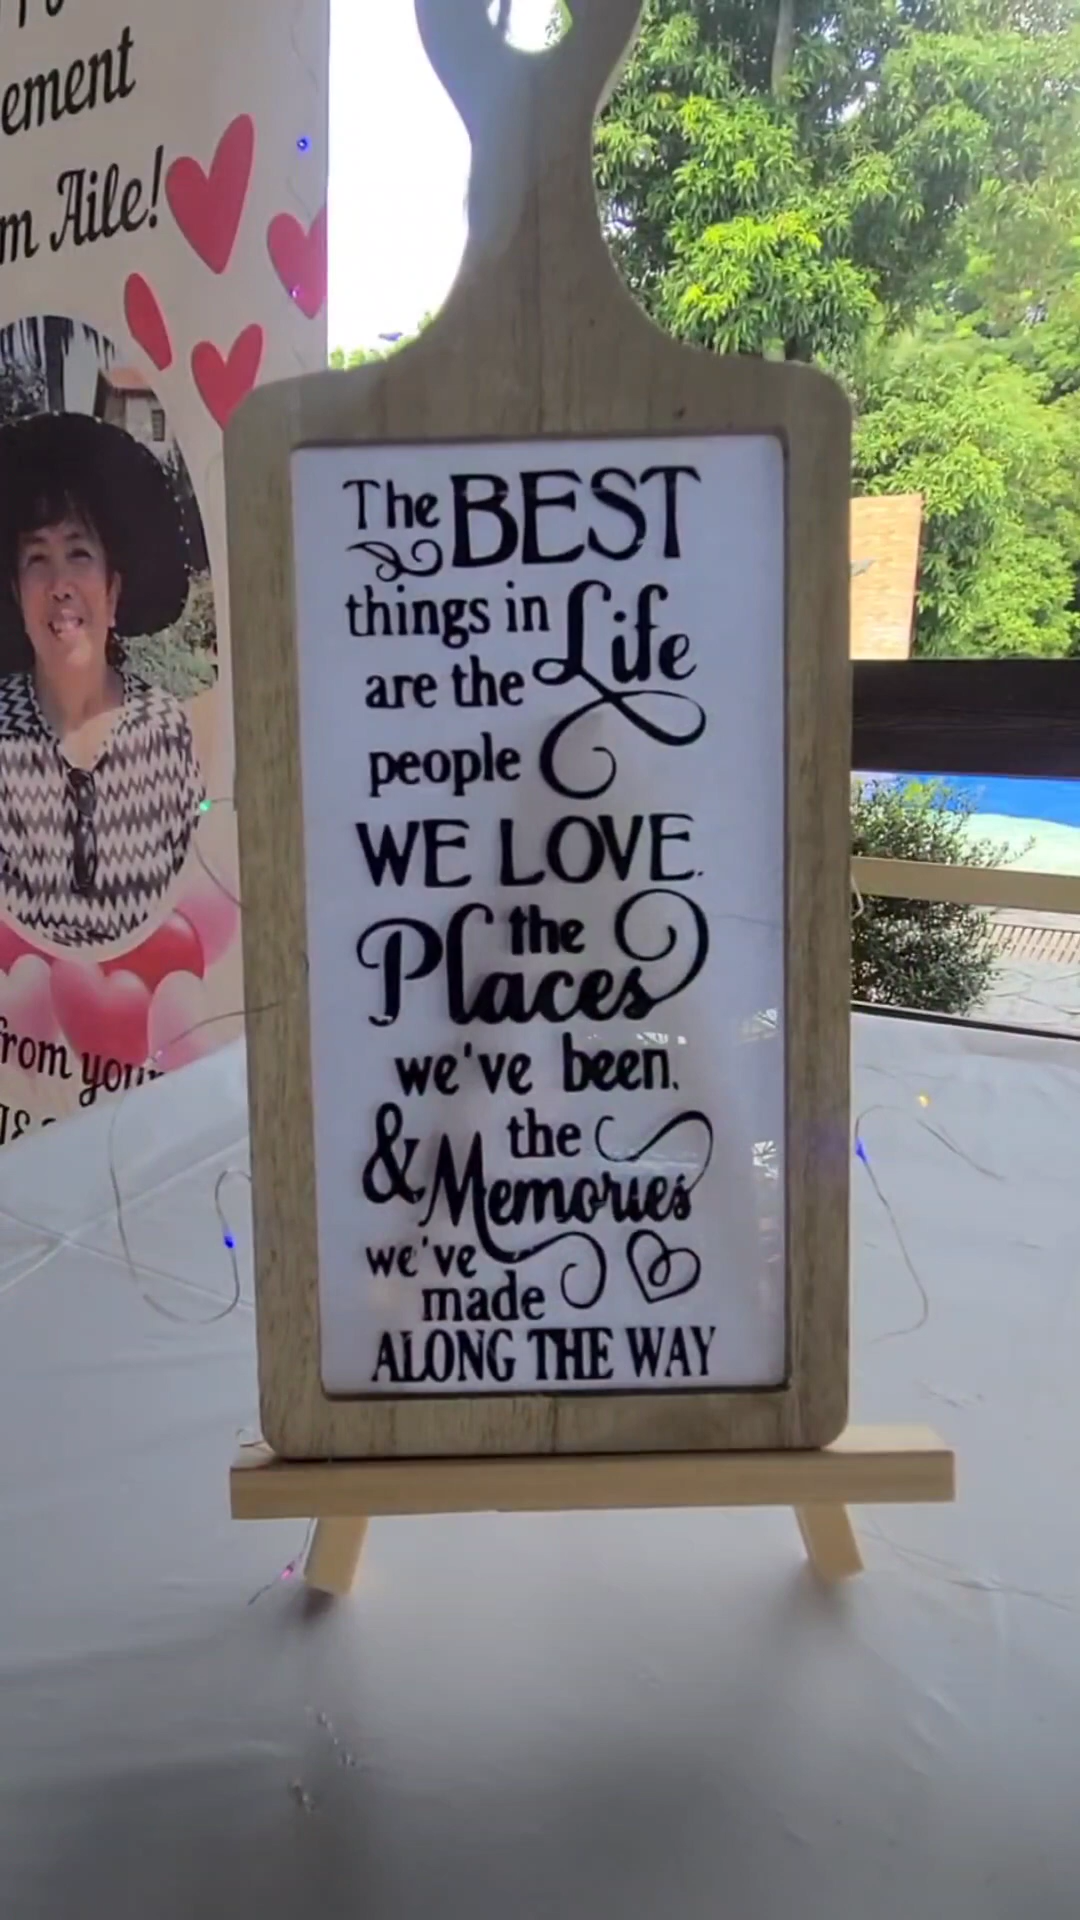 ement
m Aile!
The BEST
things in Life
are the
people
WE LOVE.
the
Places
we've been.
& the
Memories
we've
made
ALONG THE WAY
from your